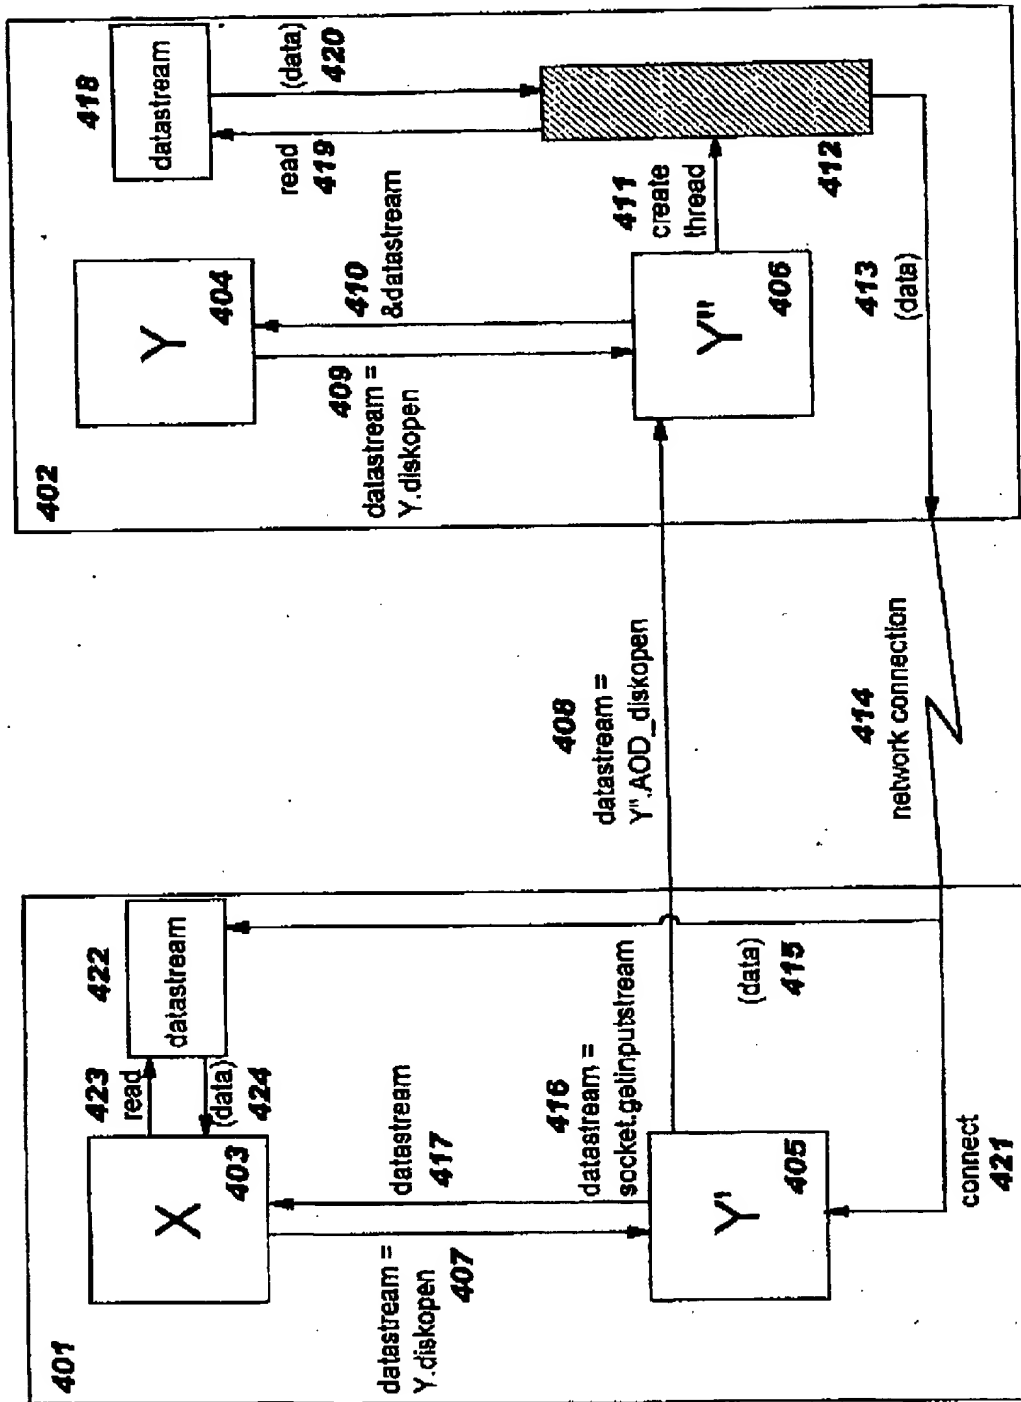 401
X
403
423
read
(data)
424
422
datastream
datastream =
Y.diskopen
407
datastream
417
416
datastream =
socket.getinputstream
Y'
405
(data)
415
connect
421
408
datastream =
Y".AOD_diskopen
414
network connection
402
Y
404
409
datastream =
Y.diskopen
410
&datastream
Y"
406
411
create
thread
412
413
(data)
418
datastream
read
419
(data)
420